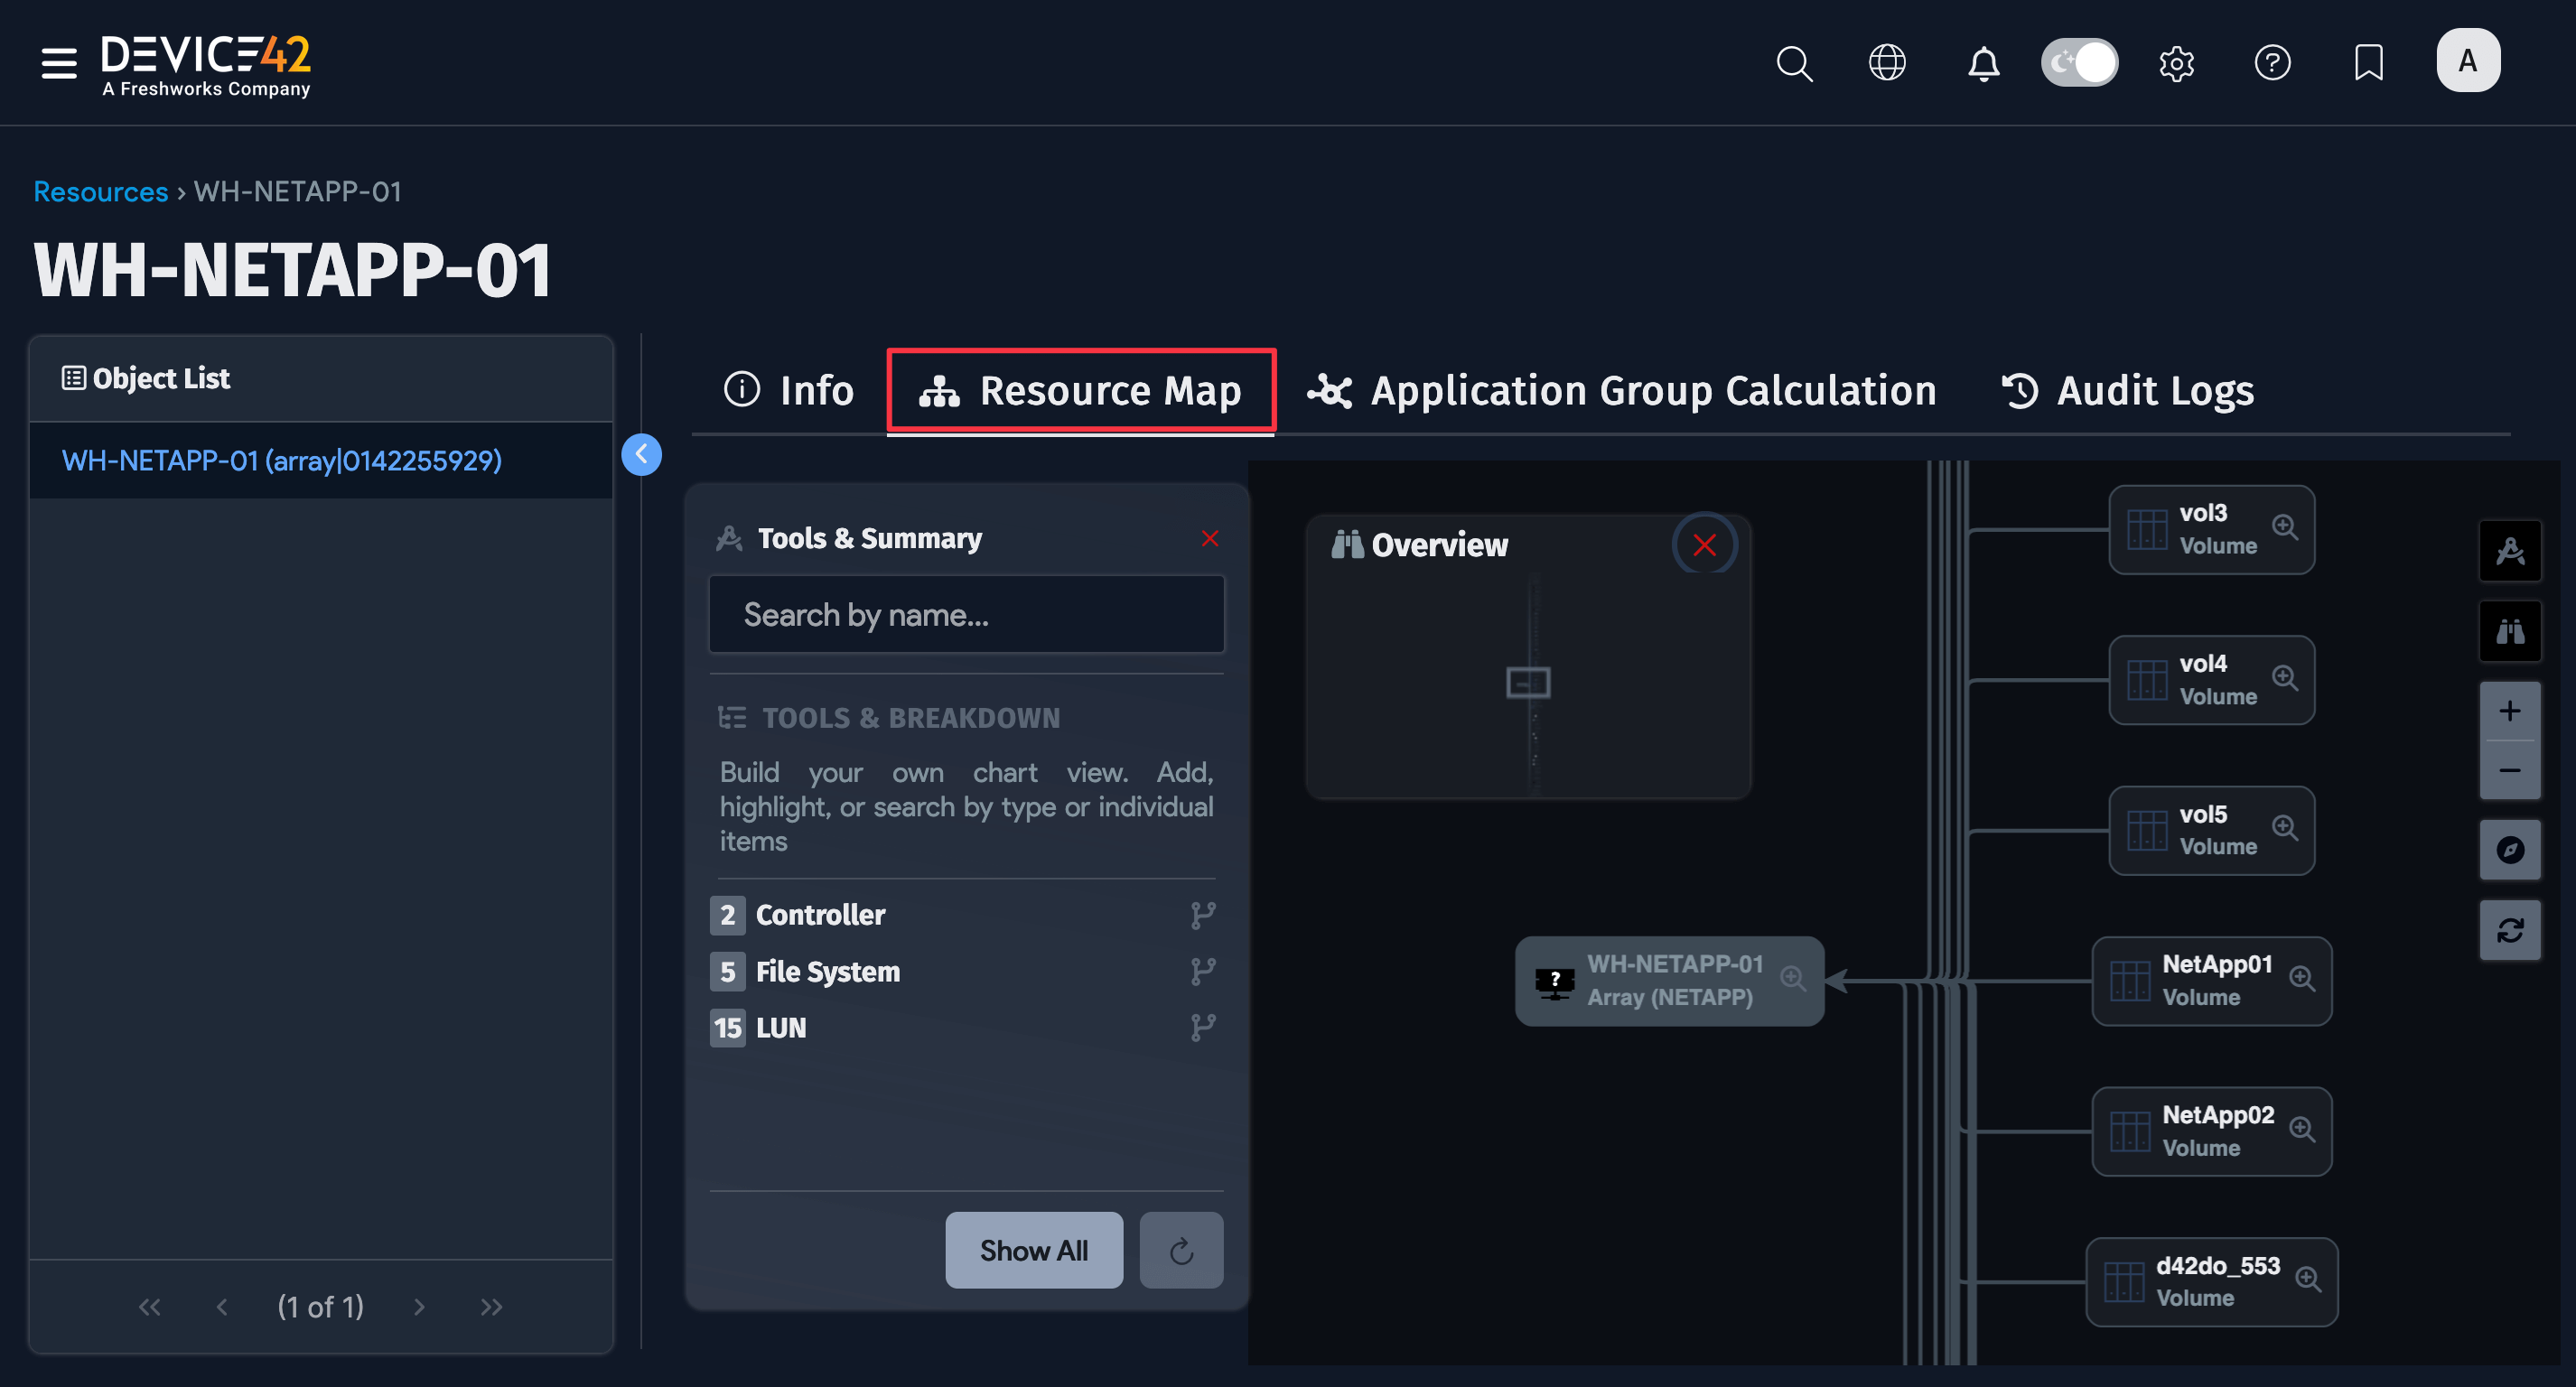 DEVICE42
A Freshworks Company
A
Resources › WH-NETAPP-01
WH-NETAPP-01
Object List
WH-NETAPP-01 (array|0142255929)
(1 of 1)
Info
Resource Map
Application Group Calculation
Audit Logs
Tools & Summary
Search by name...
TOOLS & BREAKDOWN
Build your own chart view. Add,
highlight, or search by type or individual
items
2 Controller
5 File System
15 LUN
Show All
Overview
WH-NETAPP-01
Array (NETAPP)
vol3
Volume
vol4
Volume
vol5
Volume
NetApp01
Volume
NetApp02
Volume
d42do_553
Volume